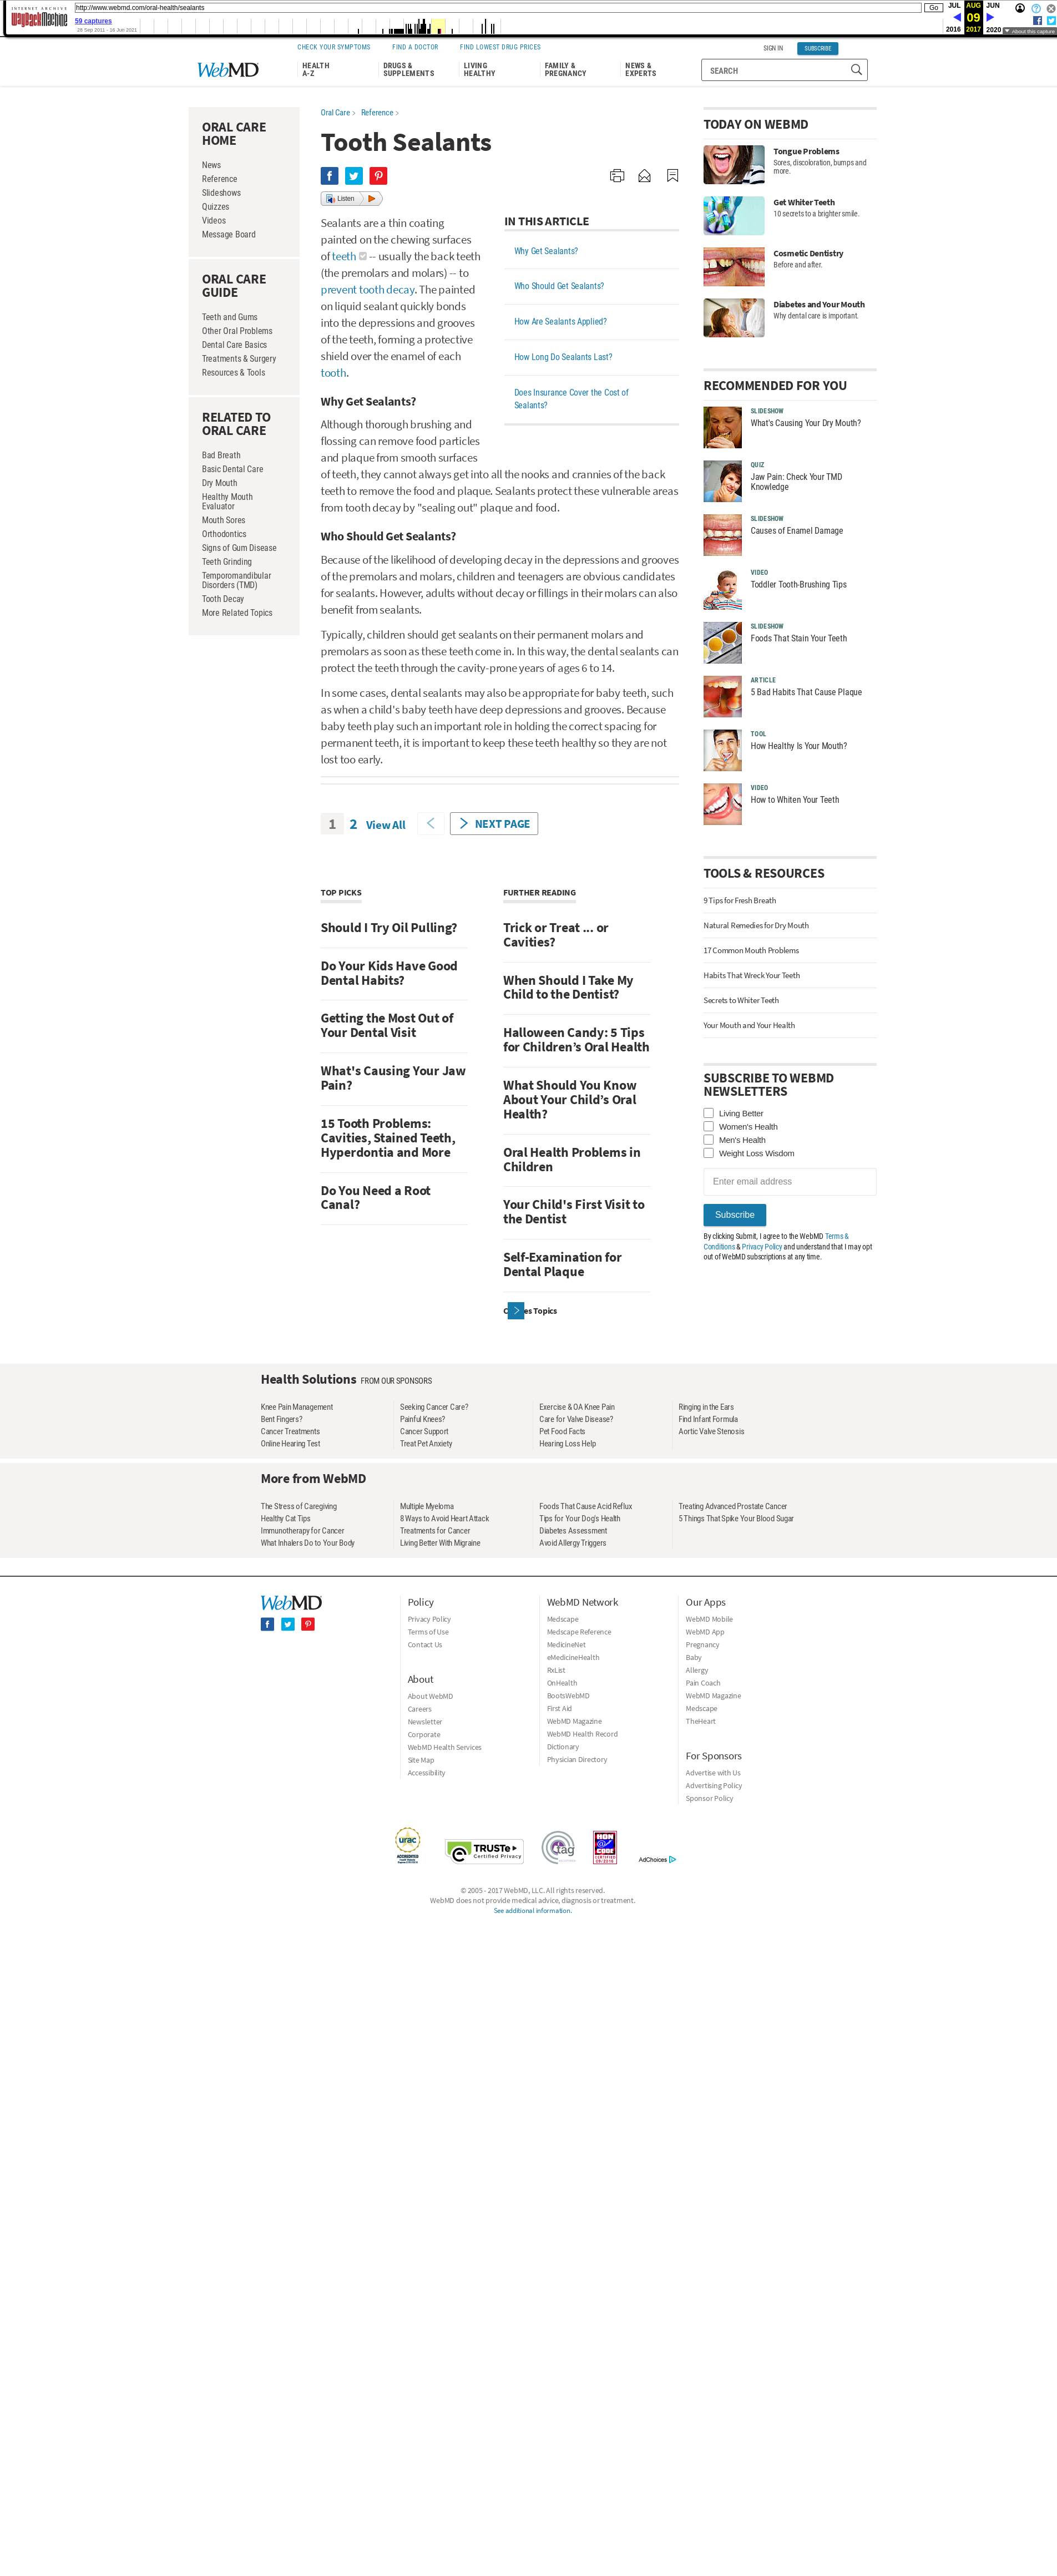 INTERNET ARCHIVE
WayBackMachine
http://www.webmd.com/oral-health/sealants
Go
JUL
AUG
JUN
59 captures
28 Sep 2011 - 16 Jun 2021
09
2016
2017
2020
About this capture
CHECK YOUR SYMPTOMS
FIND A DOCTOR
FIND LOWEST DRUG PRICES
SIGN IN
SUBSCRIBE
WebMD
HEALTH
A-Z
DRUGS &
SUPPLEMENTS
LIVING
HEALTHY
FAMILY &
PREGNANCY
NEWS &
EXPERTS
SEARCH
ORAL CARE
HOME
News
Reference
Slideshows
Quizzes
Videos
Message Board
ORAL CARE
GUIDE
Teeth and Gums
Other Oral Problems
Dental Care Basics
Treatments & Surgery
Resources & Tools
RELATED TO
ORAL CARE
Bad Breath
Basic Dental Care
Dry Mouth
Healthy Mouth
Evaluator
Mouth Sores
Orthodontics
Signs of Gum Disease
Teeth Grinding
Temporomandibular
Disorders (TMD)
Tooth Decay
More Related Topics
Oral Care > Reference >
Tooth Sealants
Listen
Sealants are a thin coating
painted on the chewing surfaces
of teeth -- usually the back teeth
(the premolars and molars) -- to
prevent tooth decay. The painted
on liquid sealant quickly bonds
into the depressions and grooves
of the teeth, forming a protective
shield over the enamel of each
tooth.
IN THIS ARTICLE
Why Get Sealants?
Who Should Get Sealants?
How Are Sealants Applied?
How Long Do Sealants Last?
Does Insurance Cover the Cost of
Sealants?
Why Get Sealants?
Although thorough brushing and
flossing can remove food particles
and plaque from smooth surfaces
of teeth, they cannot always get into all the nooks and crannies of the back
teeth to remove the food and plaque. Sealants protect these vulnerable areas
from tooth decay by "sealing out" plaque and food.
Who Should Get Sealants?
Because of the likelihood of developing decay in the depressions and grooves
of the premolars and molars, children and teenagers are obvious candidates
for sealants. However, adults without decay or fillings in their molars can also
benefit from sealants.
Typically, children should get sealants on their permanent molars and
premolars as soon as these teeth come in. In this way, the dental sealants can
protect the teeth through the cavity-prone years of ages 6 to 14.
In some cases, dental sealants may also be appropriate for baby teeth, such
as when a child's baby teeth have deep depressions and grooves. Because
baby teeth play such an important role in holding the correct spacing for
permanent teeth, it is important to keep these teeth healthy so they are not
lost too early.
1 2 View All
NEXT PAGE
TOP PICKS
Should I Try Oil Pulling?
Do Your Kids Have Good
Dental Habits?
Getting the Most Out of
Your Dental Visit
What's Causing Your Jaw
Pain?
15 Tooth Problems:
Cavities, Stained Teeth,
Hyperdontia and More
Do You Need a Root
Canal?
FURTHER READING
Trick or Treat ... or
Cavities?
When Should I Take My
Child to the Dentist?
Halloween Candy: 5 Tips
for Children’s Oral Health
What Should You Know
About Your Child’s Oral
Health?
Oral Health Problems in
Children
Your Child's First Visit to
the Dentist
Self-Examination for
Dental Plaque
Topics
TODAY ON WEBMD
Tongue Problems
Sores, discoloration, bumps and
more.
Get Whiter Teeth
10 secrets to a brighter smile.
Cosmetic Dentistry
Before and after.
Diabetes and Your Mouth
Why dental care is important.
RECOMMENDED FOR YOU
SLIDESHOW
What's Causing Your Dry Mouth?
QUIZ
Jaw Pain: Check Your TMD
Knowledge
SLIDESHOW
Causes of Enamel Damage
VIDEO
Toddler Tooth-Brushing Tips
SLIDESHOW
Foods That Stain Your Teeth
ARTICLE
5 Bad Habits That Cause Plaque
TOOL
How Healthy Is Your Mouth?
VIDEO
How to Whiten Your Teeth
TOOLS & RESOURCES
9 Tips for Fresh Breath
Natural Remedies for Dry Mouth
17 Common Mouth Problems
Habits That Wreck Your Teeth
Secrets to Whiter Teeth
Your Mouth and Your Health
SUBSCRIBE TO WEBMD
NEWSLETTERS
Living Better
Women's Health
Men's Health
Weight Loss Wisdom
Enter email address
Subscribe
By clicking Submit, I agree to the WebMD Terms &
Conditions & Privacy Policy and understand that I may opt
out of WebMD subscriptions at any time.
Health Solutions FROM OUR SPONSORS
Knee Pain Management
Bent Fingers?
Cancer Treatments
Online Hearing Test
Seeking Cancer Care?
Painful Knees?
Cancer Support
Treat Pet Anxiety
Exercise & OA Knee Pain
Care for Valve Disease?
Pet Food Facts
Hearing Loss Help
Ringing in the Ears
Find Infant Formula
Aortic Valve Stenosis
More from WebMD
The Stress of Caregiving
Healthy Cat Tips
Immunotherapy for Cancer
What Inhalers Do to Your Body
Multiple Myeloma
8 Ways to Avoid Heart Attack
Treatments for Cancer
Living Better With Migraine
Foods That Cause Acid Reflux
Tips for Your Dog's Health
Diabetes Assessment
Avoid Allergy Triggers
Treating Advanced Prostate Cancer
5 Things That Spike Your Blood Sugar
WebMD
Policy
Privacy Policy
Terms of Use
Contact Us
About
About WebMD
Careers
Newsletter
Corporate
WebMD Health Services
Site Map
Accessibility
WebMD Network
Medscape
Medscape Reference
MedicineNet
eMedicineHealth
RxList
OnHealth
BootsWebMD
First Aid
WebMD Magazine
WebMD Health Record
Dictionary
Physician Directory
Our Apps
WebMD Mobile
WebMD App
Pregnancy
Baby
Allergy
Pain Coach
WebMD Magazine
Medscape
TheHeart
For Sponsors
Advertise with Us
Advertising Policy
Sponsor Policy
urac
ACCREDITED
TRUSTe
Certified Privacy
tag
HON
CODE
AdChoices
© 2005 - 2017 WebMD, LLC. All rights reserved.
WebMD does not provide medical advice, diagnosis or treatment.
See additional information.